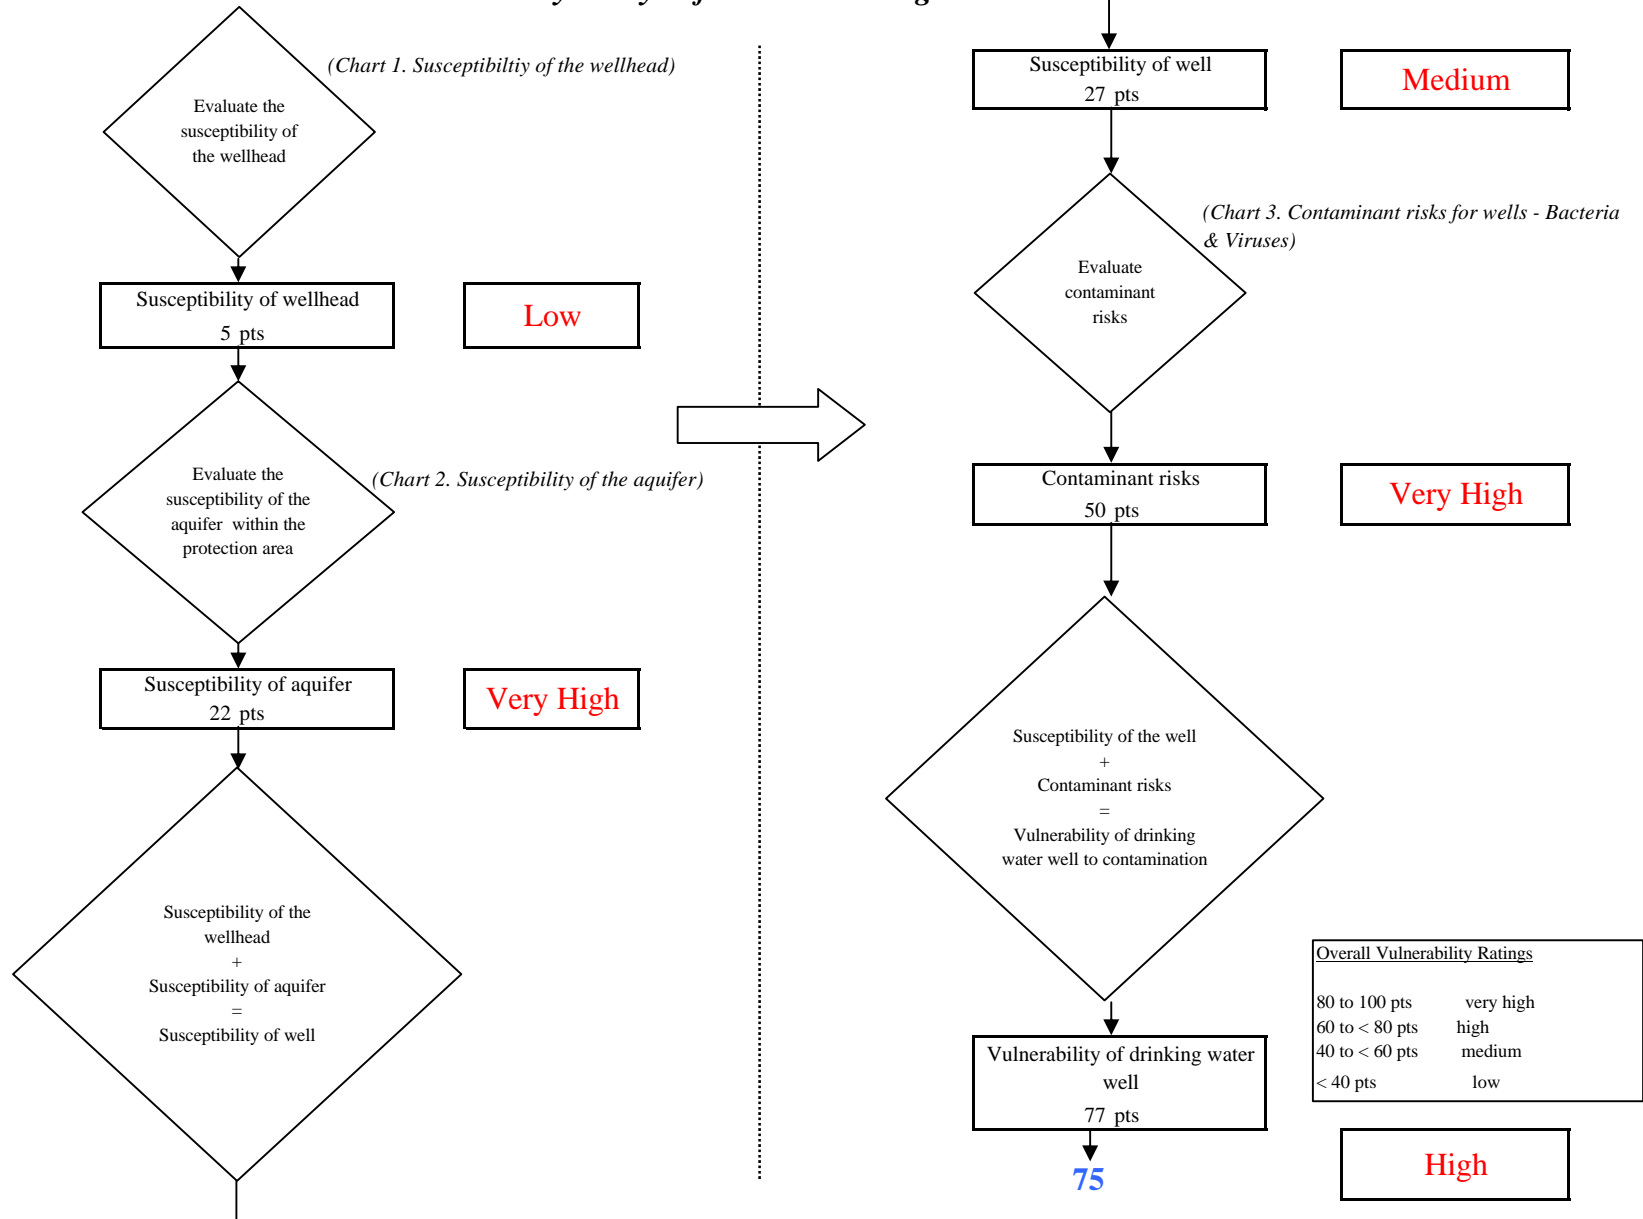 (Chart 1. Susceptibiltiy of the wellhead)
Evaluate the
susceptibility of
the wellhead
Susceptibility of wellhead
5 pts
Low
Evaluate the
susceptibility of the
aquifer within the
protection area
(Chart 2. Susceptibility of the aquifer)
Susceptibility of aquifer
22 pts
Very High
Susceptibility of the
wellhead
+
Susceptibility of aquifer
=
Susceptibility of well
Susceptibility of well
27 pts
Medium
(Chart 3. Contaminant risks for wells - Bacteria
& Viruses)
Evaluate
contaminant
risks
Contaminant risks
50 pts
Very High
Susceptibility of the well
+
Contaminant risks
=
Vulnerability of drinking
water well to contamination
Overall Vulnerability Ratings
80 to 100 pts very high
60 to < 80 pts high
40 to < 60 pts medium
< 40 pts low
Vulnerability of drinking water
well
77 pts
75
High